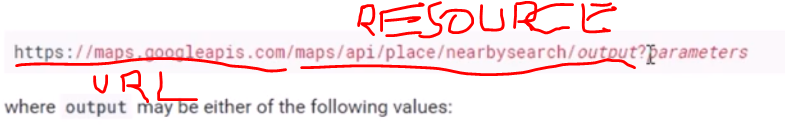 RESOURCE
https://maps.googleapis.com/maps/api/place/nearbysearch/output?parameters
URL
where output may be either of the following values: